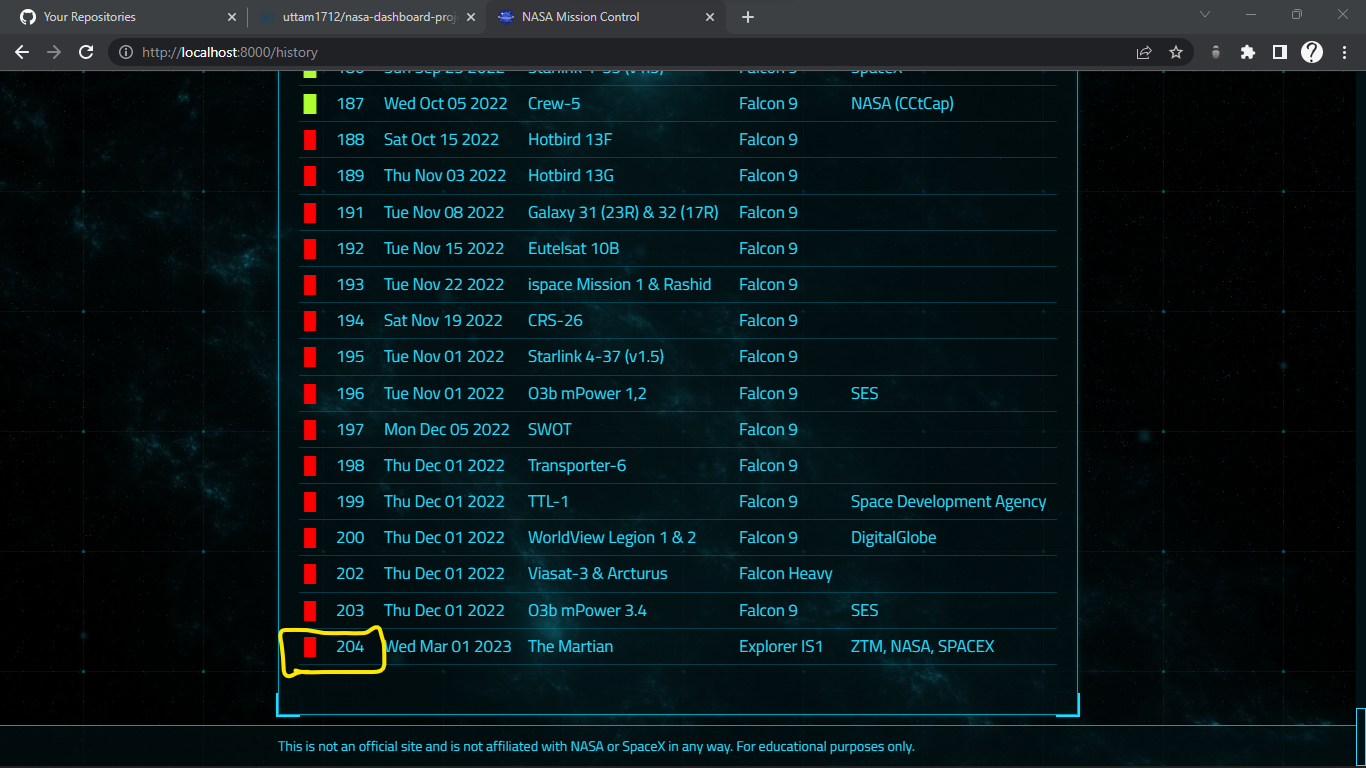 Your Repositories
uttam1712/nasa-dashboard-proj
NASA Mission Control
http://localhost:8000/history
186 Sun Sep 25 2022 Starlink 4-35 (v1.5) Falcon 9 SpaceX
187 Wed Oct 05 2022 Crew-5 Falcon 9 NASA (CCtCap)
188 Sat Oct 15 2022 Hotbird 13F Falcon 9
189 Thu Nov 03 2022 Hotbird 13G Falcon 9
191 Tue Nov 08 2022 Galaxy 31 (23R) & 32 (17R) Falcon 9
192 Tue Nov 15 2022 Eutelsat 10B Falcon 9
193 Tue Nov 22 2022 ispace Mission 1 & Rashid Falcon 9
194 Sat Nov 19 2022 CRS-26 Falcon 9
195 Tue Nov 01 2022 Starlink 4-37 (v1.5) Falcon 9
196 Tue Nov 01 2022 O3b mPower 1,2 Falcon 9 SES
197 Mon Dec 05 2022 SWOT Falcon 9
198 Thu Dec 01 2022 Transporter-6 Falcon 9
199 Thu Dec 01 2022 TTL-1 Falcon 9 Space Development Agency
200 Thu Dec 01 2022 WorldView Legion 1 & 2 Falcon 9 DigitalGlobe
202 Thu Dec 01 2022 Viasat-3 & Arcturus Falcon Heavy
203 Thu Dec 01 2022 O3b mPower 3.4 Falcon 9 SES
204 Wed Mar 01 2023 The Martian Explorer IS1 ZTM, NASA, SPACEX
This is not an official site and is not affiliated with NASA or SpaceX in any way. For educational purposes only.